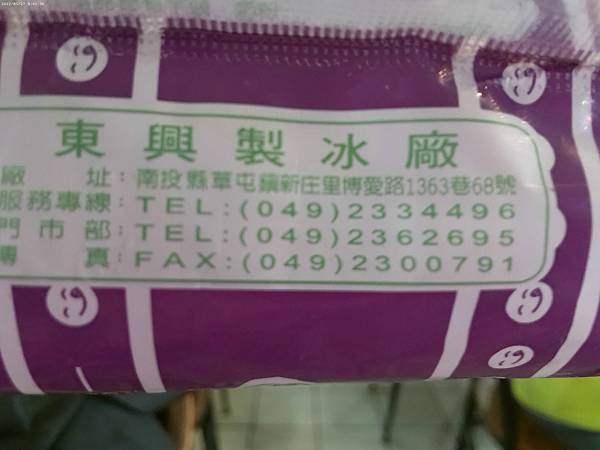 東興製冰廠
廠 址：南投縣草屯鎮新庄里博愛路1363巷68號
服務專線：TEL:(049)2334496
門市部：TEL:(049)2362695
傳 真：FAX:(049)2300791